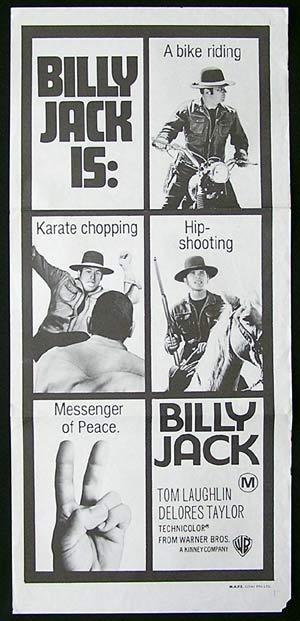 BILLY
JACK
IS:
A bike riding
Karate chopping
Hip-
shooting
Messenger
of Peace.
BILLY
JACK
M
TOM LAUGHLIN
DELORES TAYLOR
TECHNICOLOR®
FROM WARNER BROS.
A KINNEY COMPANY
WB
M.A.P.S.